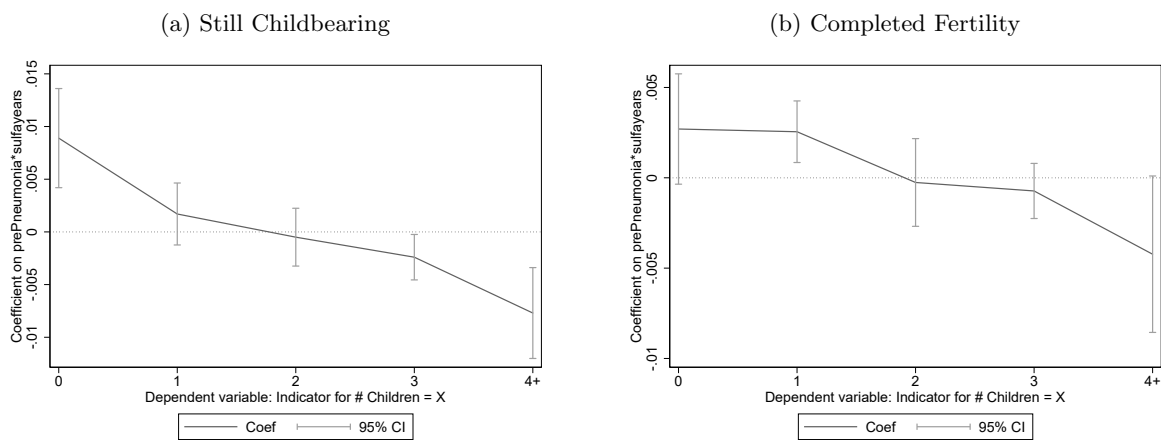 (a) Still Childbearing
Coefficient on prePneumonia*sulfayears
.015
.01
.005
0
-.005
-.01
0 1 2 3 4+
Dependent variable: Indicator for # Children = X
Coef 95% CI
(b) Completed Fertility
Coefficient on prePneumonia*sulfayears
.005
0
-.005
-.01
0 1 2 3 4+
Dependent variable: Indicator for # Children = X
Coef 95% CI